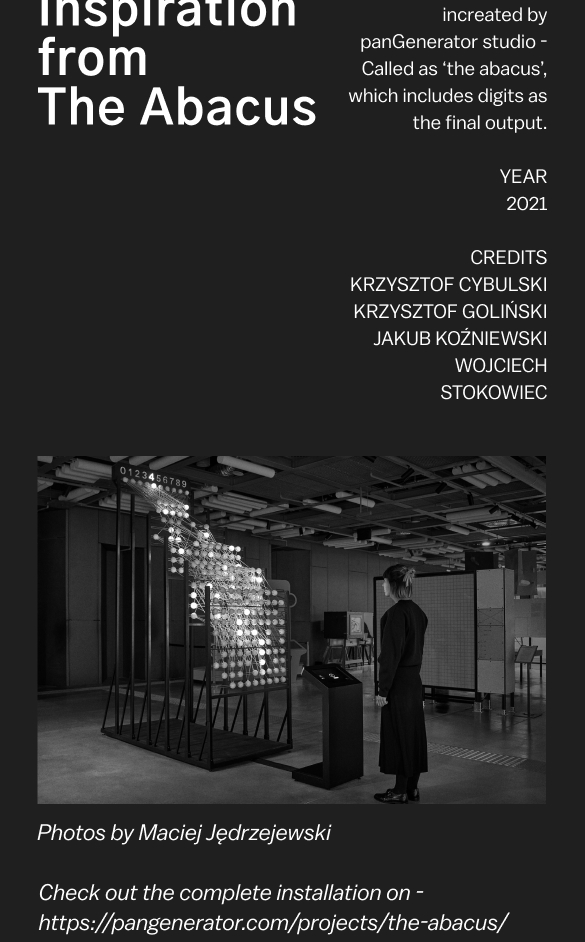 Inspiration
from
The Abacus
increated by
panGenerator studio -
Called as ‘the abacus’,
which includes digits as
the final output.
YEAR
2021
CREDITS
KRZYSZTOF CYBULSKI
KRZYSZTOF GOLIŃSKI
JAKUB KOŹNIEWSKI
WOJCIECH
STOKOWIEC
0123456789
Photos by Maciej Jędrzejewski
Check out the complete installation on -
https://pangenerator.com/projects/the-abacus/